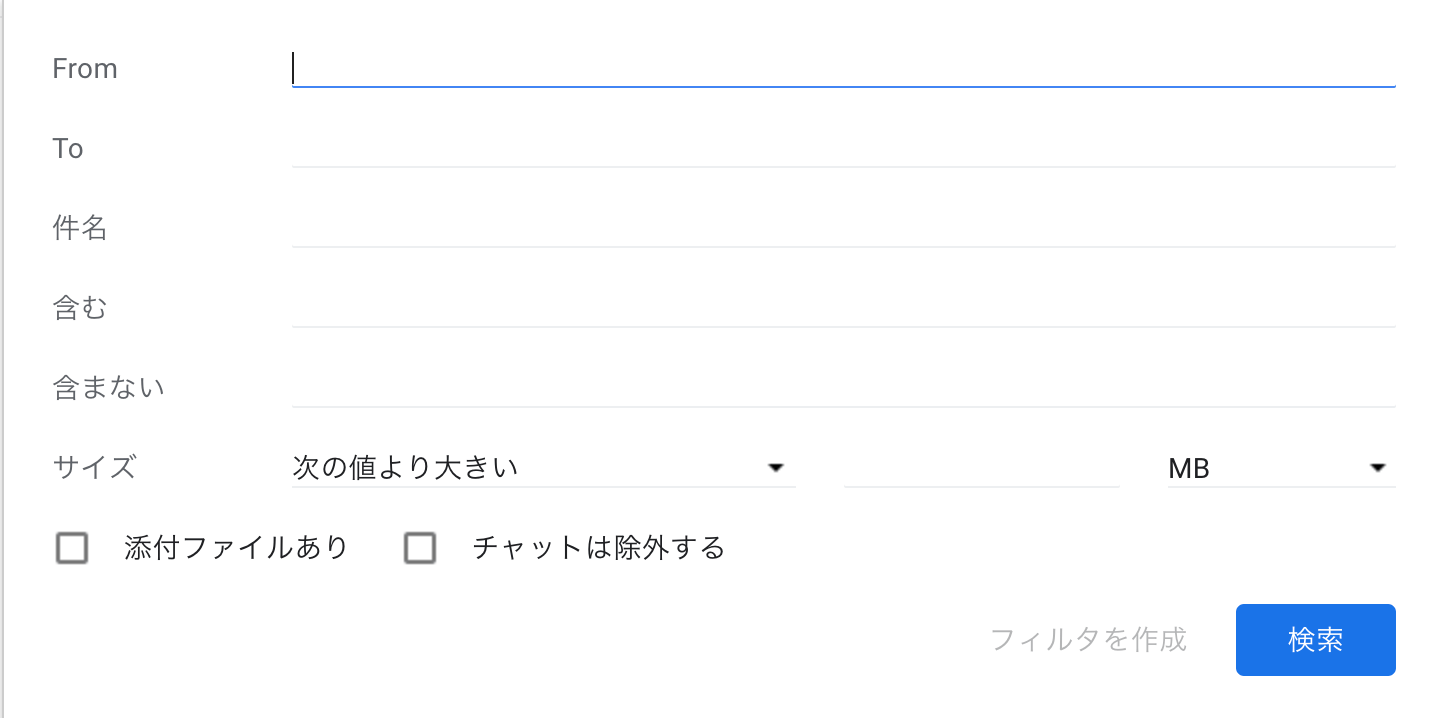 From
To
件名
含む
含まない
サイズ 次の値より大きい MB
添付ファイルあり チャットは除外する
フィルタを作成 検索